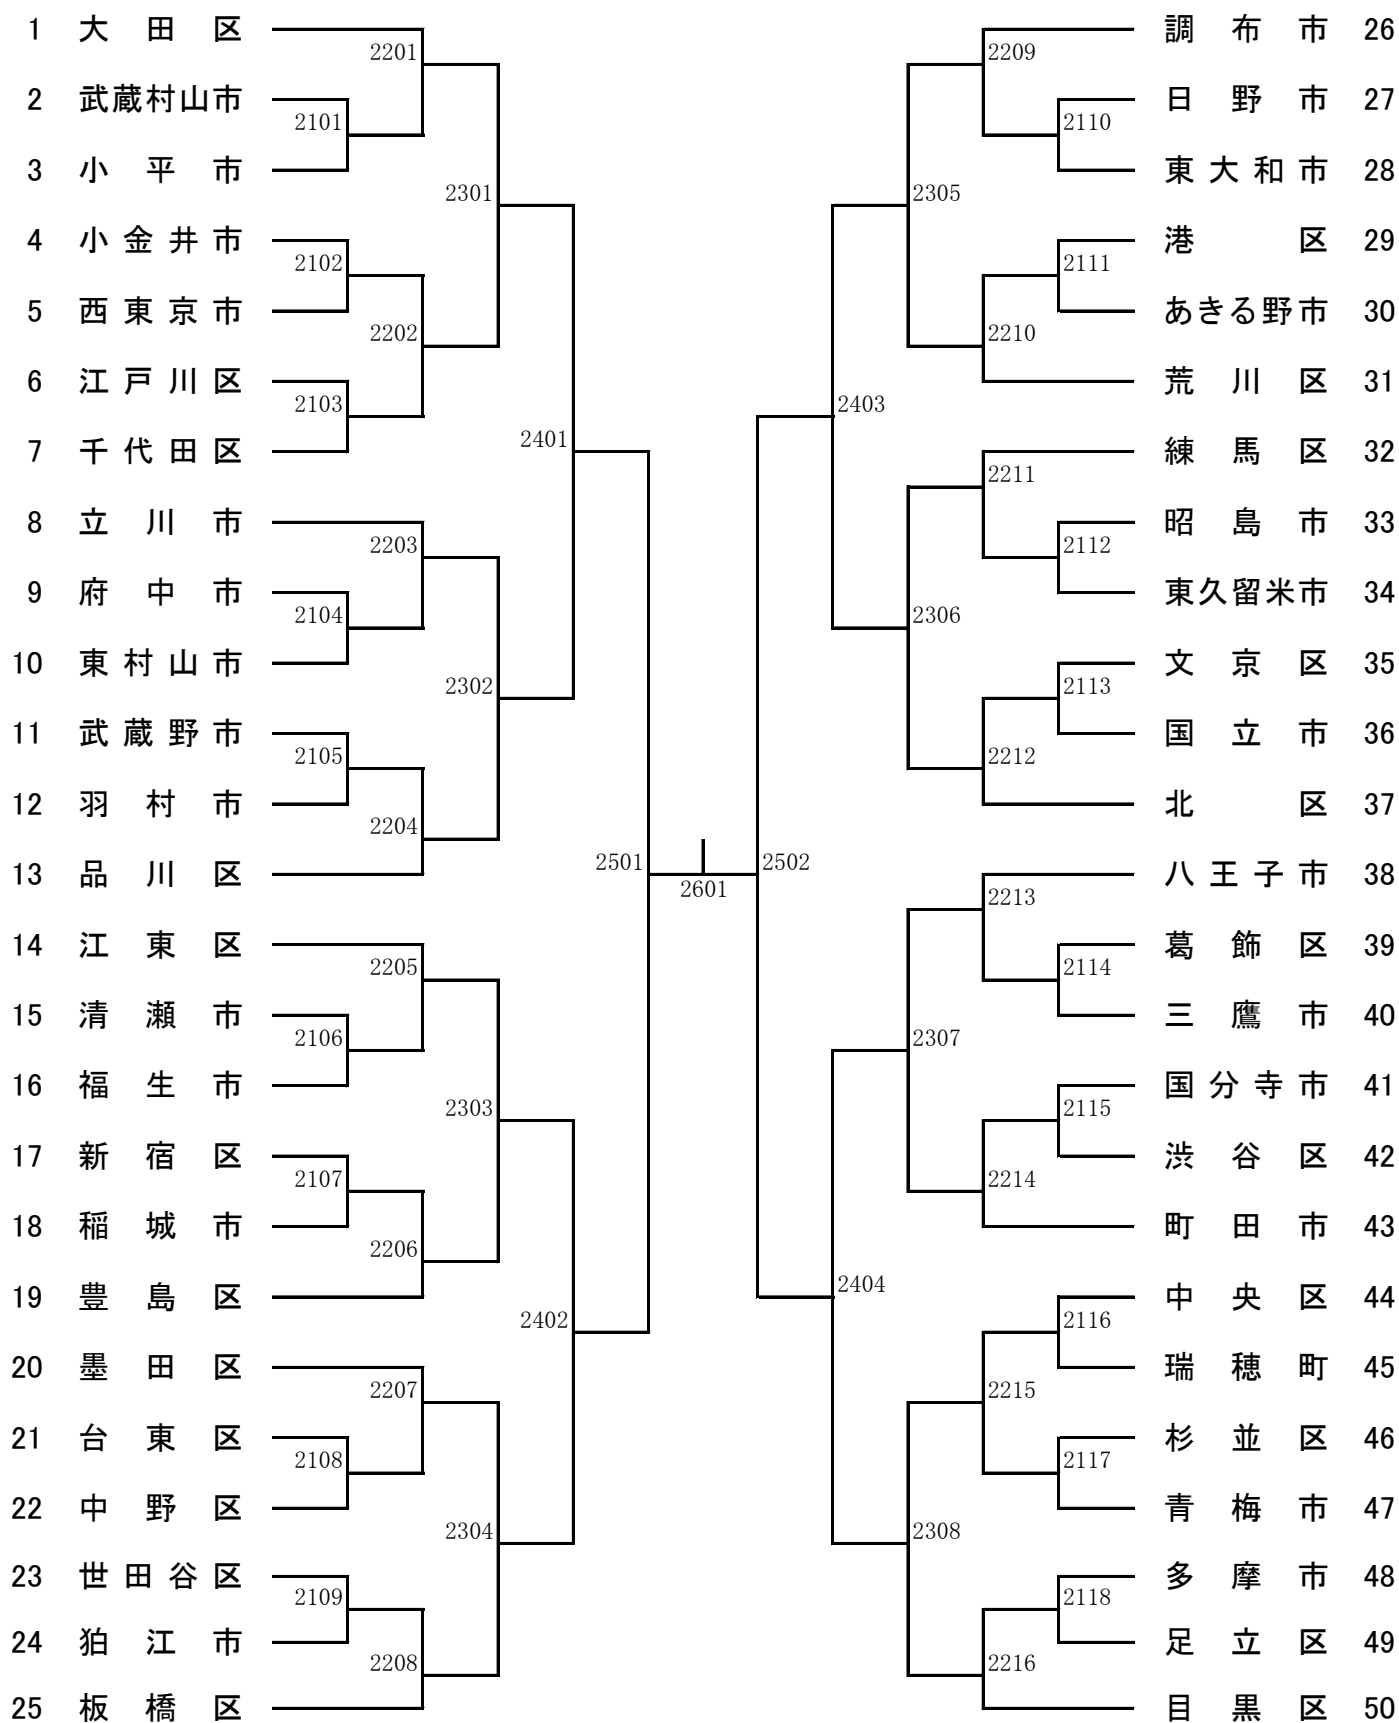 1 大田区
2201
2 武蔵村山市
2101
3 小平市
2301
4 小金井市
2102
5 西東京市
2202
6 江戸川区
2103
7 千代田区
2401
8 立川市
2203
9 府中市
2104
10 東村山市
2302
11 武蔵野市
2105
12 羽村市
2204
13 品川区
2501
14 江東区
2205
15 清瀬市
2106
16 福生市
2303
17 新宿区
2107
18 稲城市
2206
19 豊島区
2402
20 墨田区
2207
21 台東区
2108
22 中野区
2304
23 世田谷区
2109
24 狛江市
2208
25 板橋区
2601
調布市 26
2209
日野市 27
2110
東大和市 28
2305
港区 29
2111
あきる野市 30
2210
荒川区 31
2403
練馬区 32
2211
昭島市 33
2112
東久留米市 34
2306
文京区 35
2113
国立市 36
2212
北区 37
2502
八王子市 38
2213
葛飾区 39
2114
三鷹市 40
2307
国分寺市 41
2115
渋谷区 42
2214
町田市 43
2404
中央区 44
2116
瑞穂町 45
2215
杉並区 46
2117
青梅市 47
2308
多摩市 48
2118
足立区 49
2216
目黒区 50